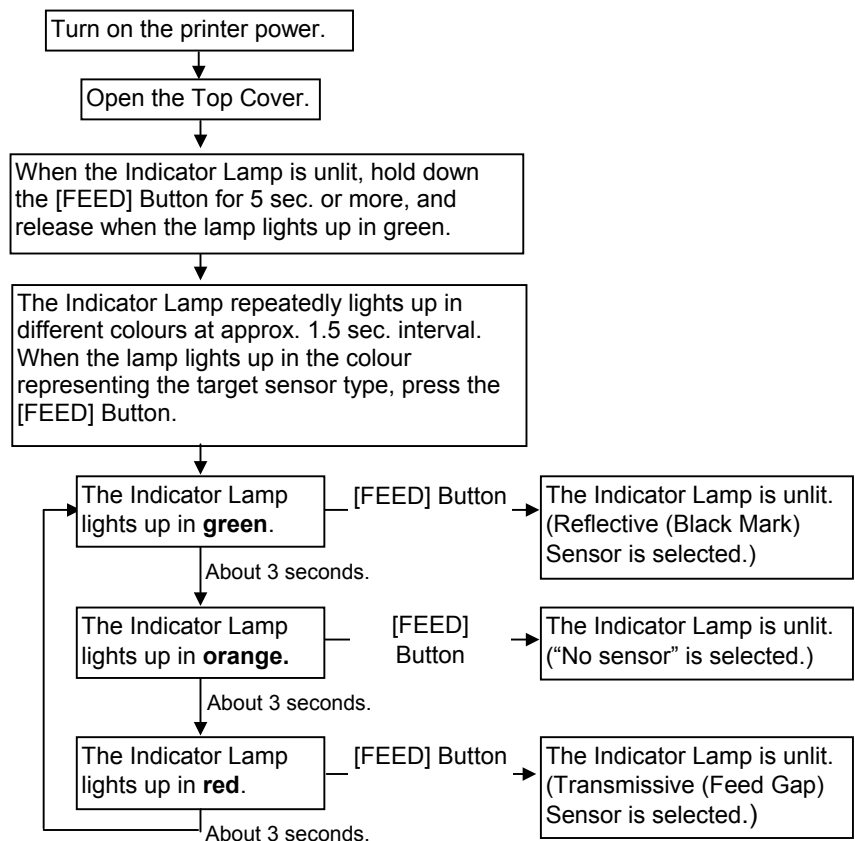 Turn on the printer power.
Open the Top Cover.
When the Indicator Lamp is unlit, hold down
the [FEED] Button for 5 sec. or more, and
release when the lamp lights up in green.
The Indicator Lamp repeatedly lights up in
different colours at approx. 1.5 sec. interval.
When the lamp lights up in the colour
representing the target sensor type, press the
[FEED] Button.
The Indicator Lamp
lights up in green.
[FEED] Button
The Indicator Lamp is unlit.
(Reflective (Black Mark)
Sensor is selected.)
About 3 seconds.
The Indicator Lamp
lights up in orange.
[FEED]
Button
The Indicator Lamp is unlit.
(“No sensor” is selected.)
About 3 seconds.
The Indicator Lamp
lights up in red.
[FEED] Button
The Indicator Lamp is unlit.
(Transmissive (Feed Gap)
Sensor is selected.)
About 3 seconds.